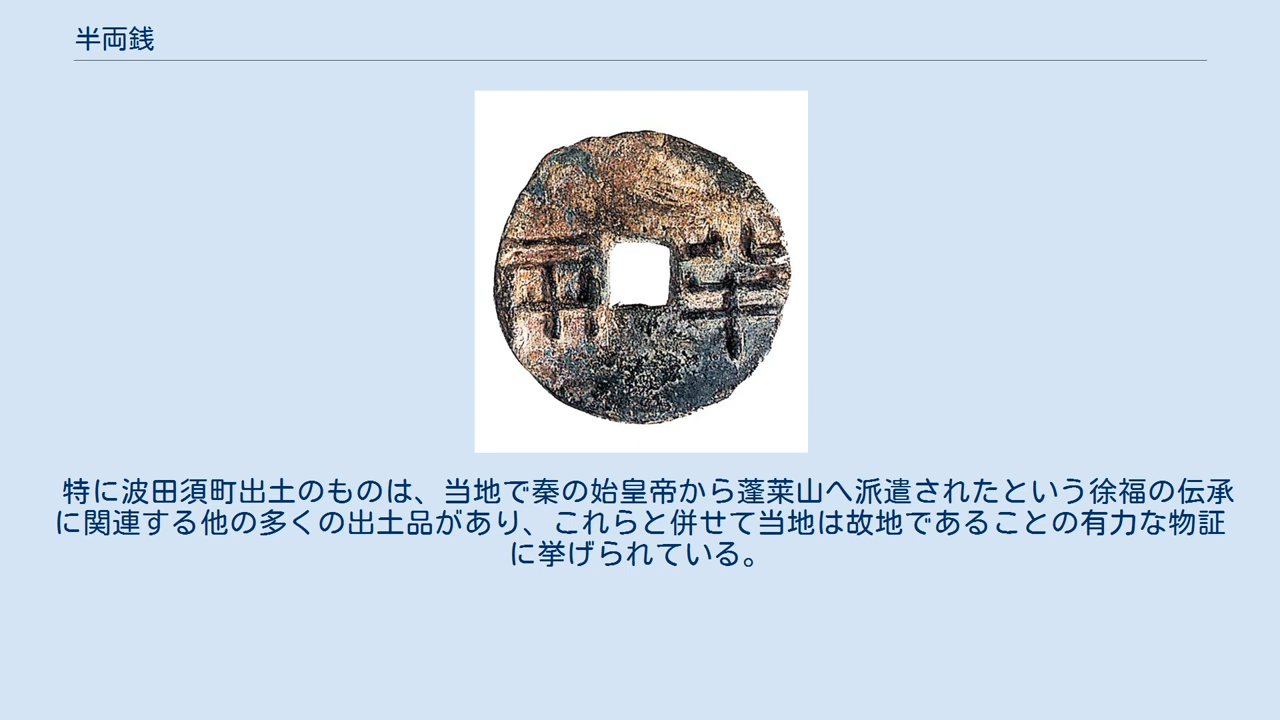 半両銭
半 兩
特に波田須町出土のものは、当地で秦の始皇帝から蓬莱山へ派遣されたという徐福の伝承
に関連する他の多くの出土品があり、これらと併せて当地は故地であることの有力な物証
に挙げられている。